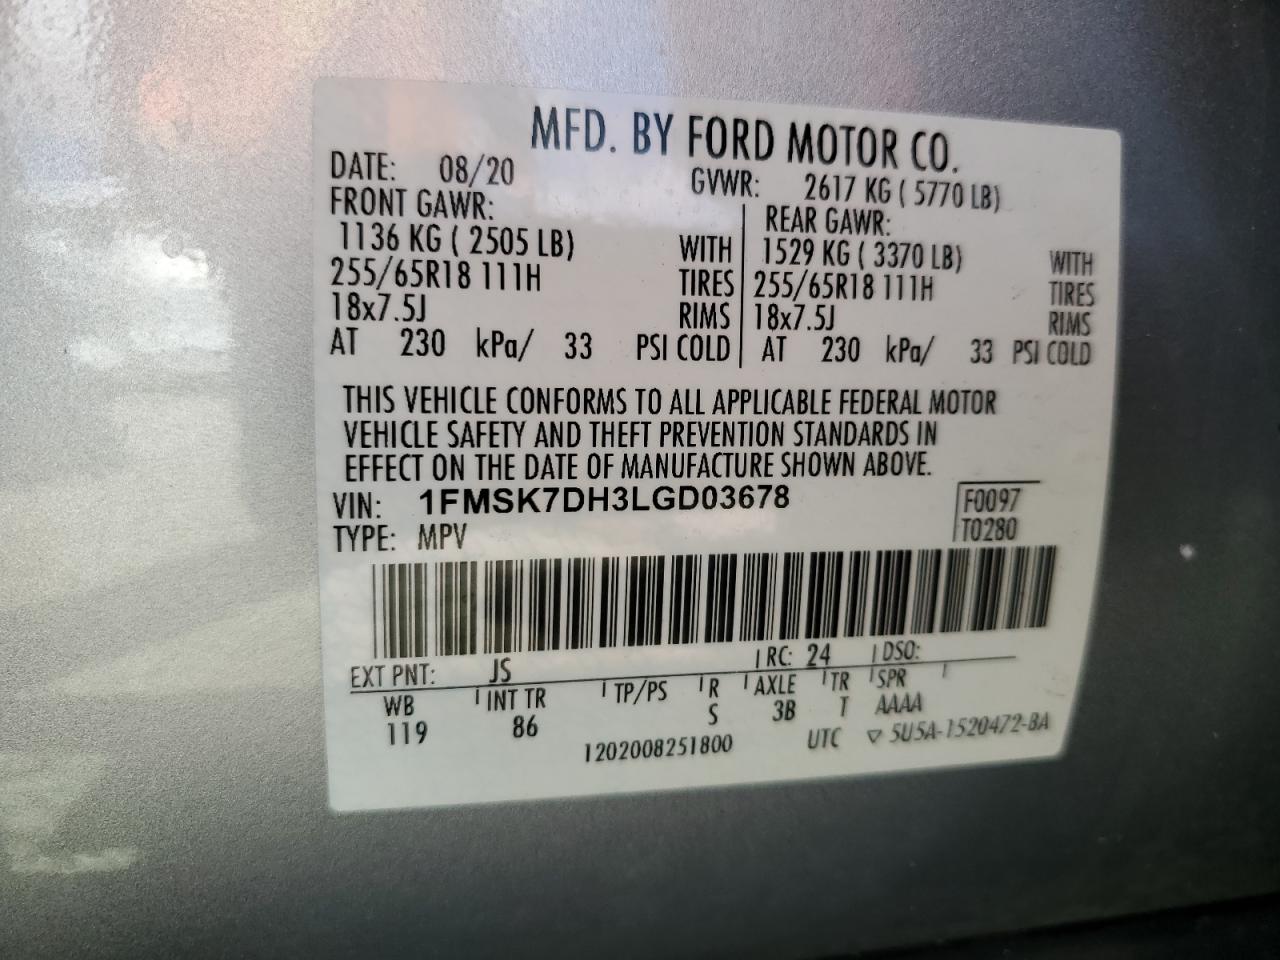 MFD. BY FORD MOTOR CO.
DATE: 08/20 GVWR: 2617 KG ( 5770 LB)
FRONT GAWR: REAR GAWR:
1136 KG ( 2505 LB) WITH 1529 KG ( 3370 LB) WITH
255/65R18 111H TIRES 255/65R18 111H TIRES
18x7.5J RIMS 18x7.5J RIMS
AT 230 kPa/ 33 PSI COLD AT 230 kPa/ 33 PSI COLD
THIS VEHICLE CONFORMS TO ALL APPLICABLE FEDERAL MOTOR
VEHICLE SAFETY AND THEFT PREVENTION STANDARDS IN
EFFECT ON THE DATE OF MANUFACTURE SHOWN ABOVE.
VIN: 1FMSK7DH3LGD03678 F0097
TYPE: MPV T0280
EXT PNT: JS RC: 24 DSO:
WB INT TR TP/PS R AXLE TR SPR
119 86 S 3B T AAAA
1202008251800 UTC ▽ 5U5A-1520472-BA